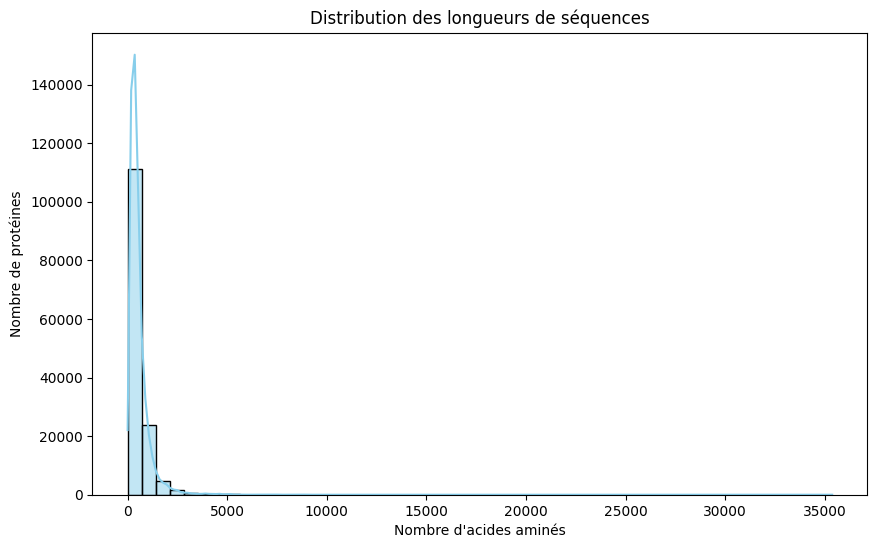 Distribution des longueurs de séquences
Nombre de protéines
140000
120000
100000
80000
60000
40000
20000
0
0 5000 10000 15000 20000 25000 30000 35000
Nombre d'acides aminés